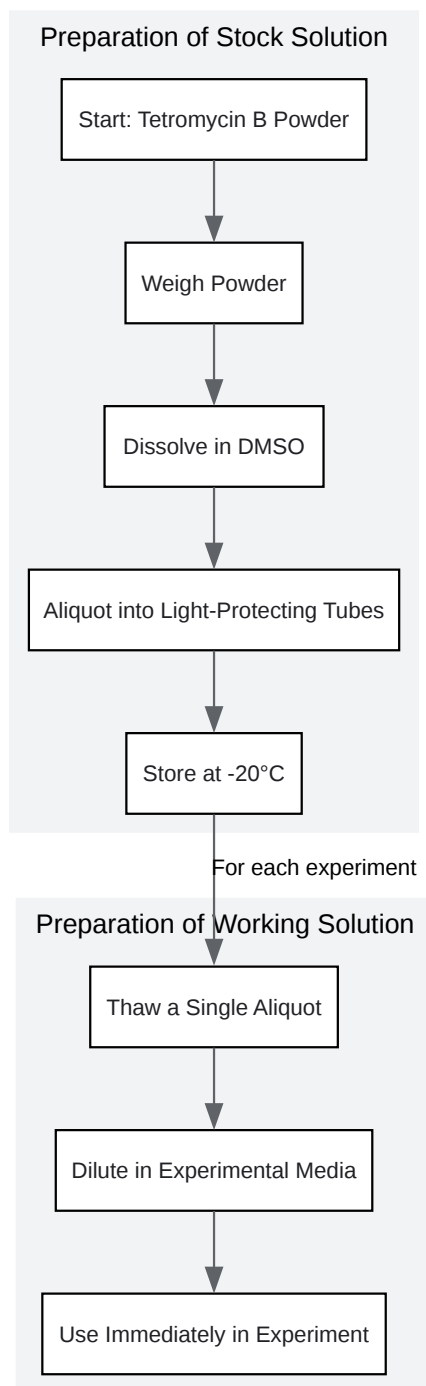 Preparation of Stock Solution
Start: Tetromycin B Powder
Weigh Powder
Dissolve in DMSO
Aliquot into Light-Protecting Tubes
Store at -20°C
For each experiment
Preparation of Working Solution
Thaw a Single Aliquot
Dilute in Experimental Media
Use Immediately in Experiment